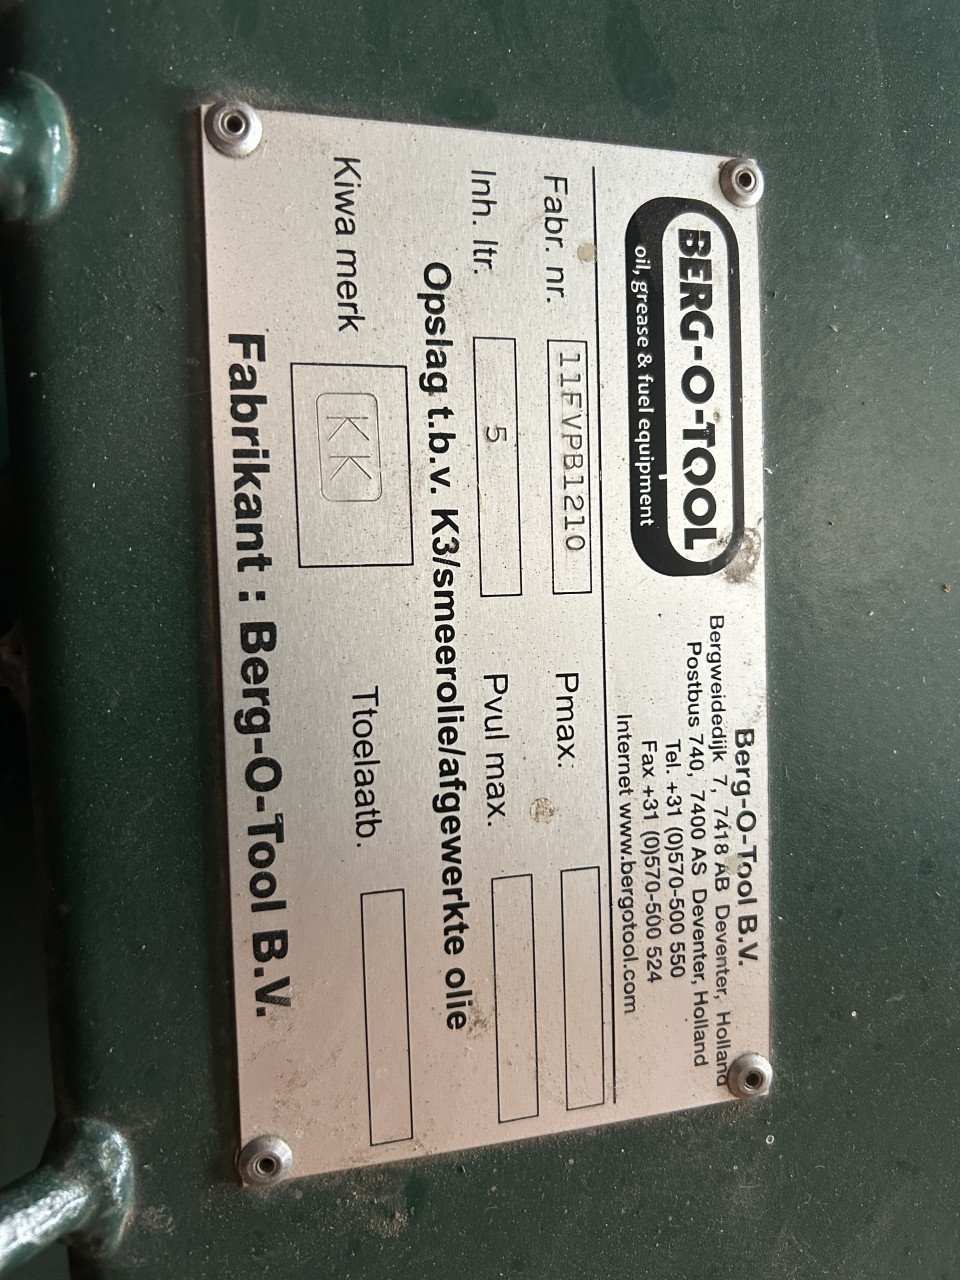 BERG-O-TOOL
oil, grease & fuel equipment
Berg-O-Tool B.V.
Bergweidedijk 7, 7418 AB Deventer, Holland
Postbus 740, 7400 AS Deventer, Holland
Tel. +31 (0)570-500 550
Fax +31 (0)570-500 524
Internet www.bergotool.com
Fabr. nr. 11FVPB1210 Pmax.
Inh. ltr. 5 Pvul max.
Opslag t.b.v. K3/smeerolie/afgewerkte olie
Kiwa merk KK Ttoelaatb.
Fabrikant : Berg-O-Tool B.V.